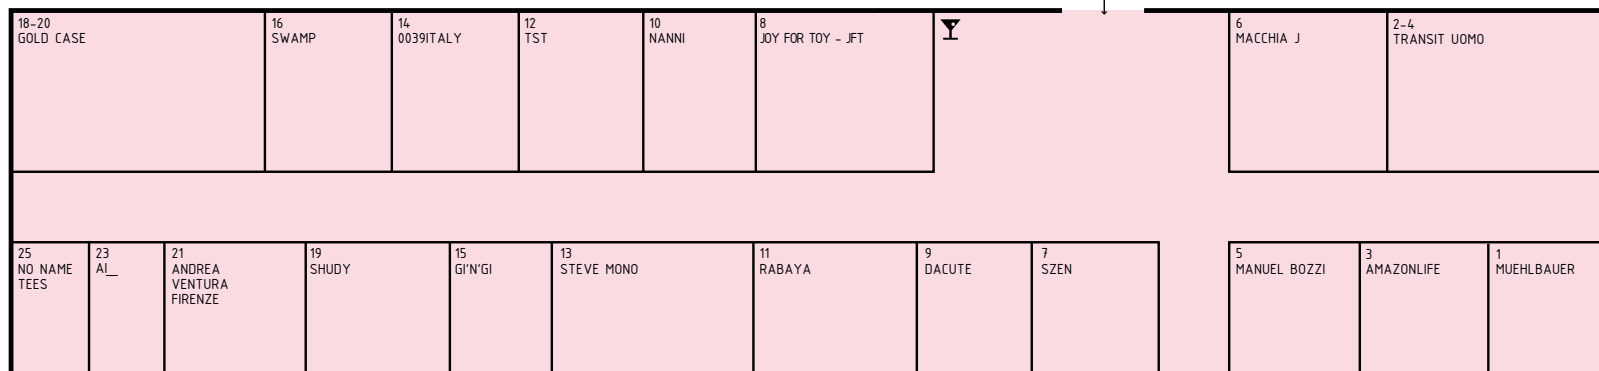 18-20
GOLD CASE
16
SWAMP
14
0039ITALY
12
TST
10
NANNI
8
JOY FOR TOY - JFT
6
MACCHIA J
2-4
TRANSIT UOMO
25
NO NAME
TEES
23
AI__
21
ANDREA
VENTURA
FIRENZE
19
SHUDY
15
GI'N'GI
13
STEVE MONO
11
RABAYA
9
DACUTE
7
SZEN
5
MANUEL BOZZI
3
AMAZONLIFE
1
MUEHLBAUER